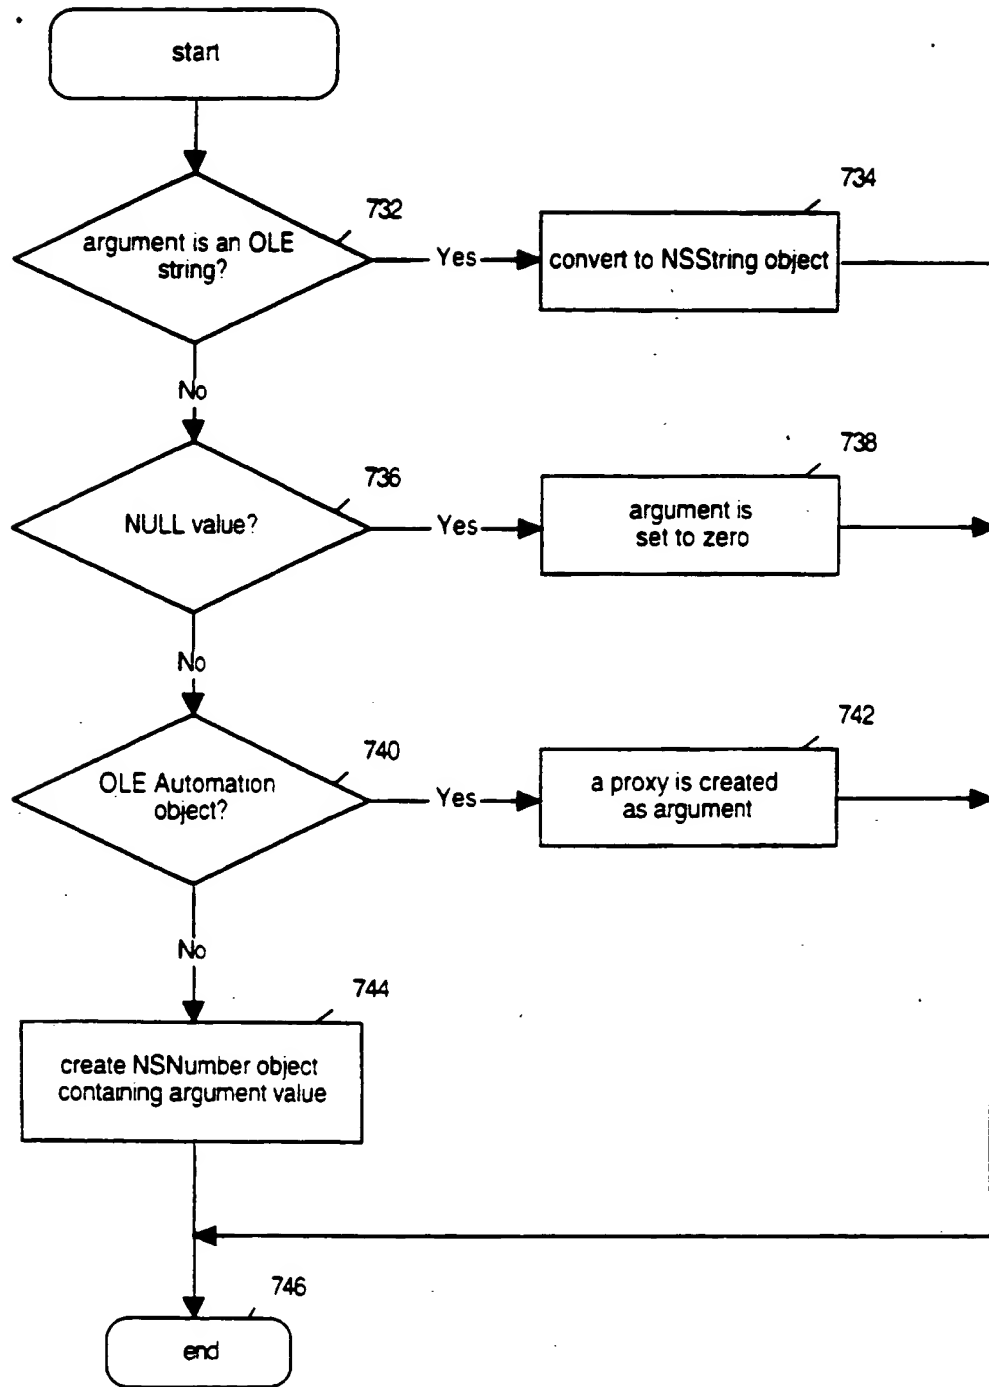 start
732
argument is an OLE
string?
Yes
734
convert to NSString object
No
736
NULL value?
Yes
738
argument is
set to zero
No
740
OLE Automation
object?
Yes
742
a proxy is created
as argument
No
744
create NSNumber object
containing argument value
746
end